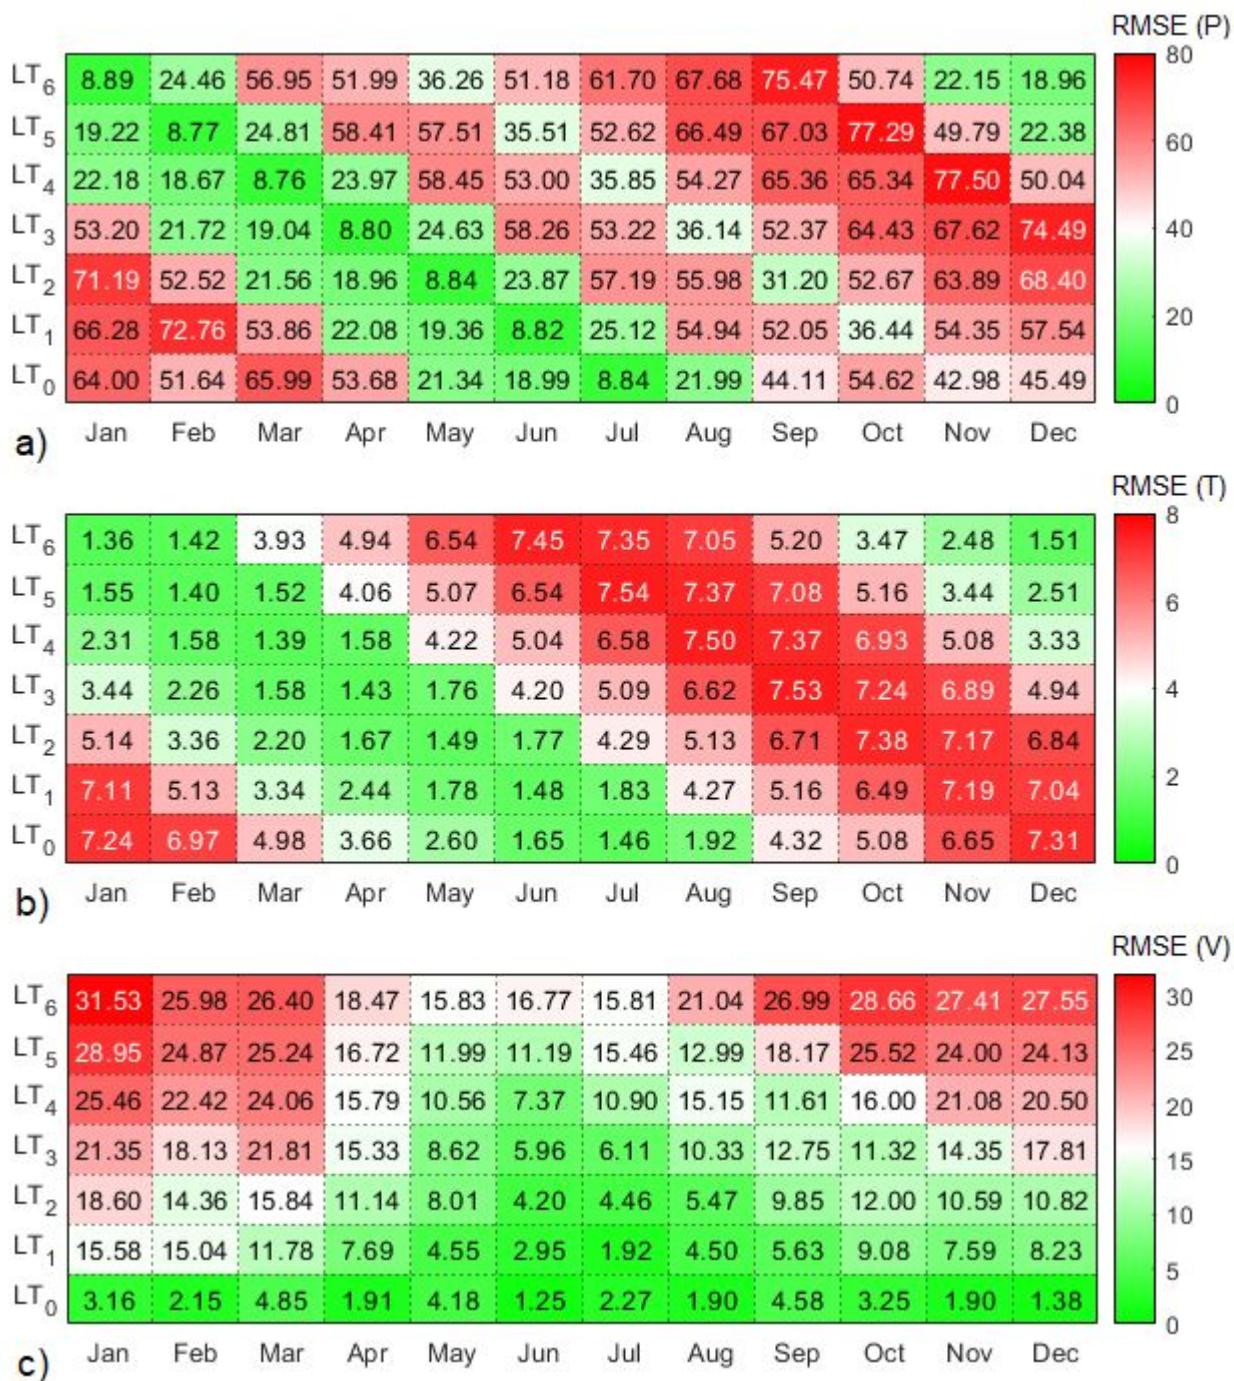 RMSE (P)
LT6 8.89 24.46 56.95 51.99 36.26 51.18 61.70 67.68 75.47 50.74 22.15 18.96 80
LT5 19.22 8.77 24.81 58.41 57.51 35.51 52.62 66.49 67.03 77.29 49.79 22.38 60
LT4 22.18 18.67 8.76 23.97 58.45 53.00 35.85 54.27 65.36 65.34 77.50 50.04
LT3 53.20 21.72 19.04 8.80 24.63 58.26 53.22 36.14 52.37 64.43 67.62 74.49 40
LT2 71.19 52.52 21.56 18.96 8.84 23.87 57.19 55.98 31.20 52.67 63.89 68.40
LT1 66.28 72.76 53.86 22.08 19.36 8.82 25.12 54.94 52.05 36.44 54.35 57.54 20
LT0 64.00 51.64 65.99 53.68 21.34 18.99 8.84 21.99 44.11 54.62 42.98 45.49 0
a) Jan Feb Mar Apr May Jun Jul Aug Sep Oct Nov Dec
RMSE (T)
LT6 1.36 1.42 3.93 4.94 6.54 7.45 7.35 7.05 5.20 3.47 2.48 1.51 8
LT5 1.55 1.40 1.52 4.06 5.07 6.54 7.54 7.37 7.08 5.16 3.44 2.51 6
LT4 2.31 1.58 1.39 1.58 4.22 5.04 6.58 7.50 7.37 6.93 5.08 3.33
LT3 3.44 2.26 1.58 1.43 1.76 4.20 5.09 6.62 7.53 7.24 6.89 4.94 4
LT2 5.14 3.36 2.20 1.67 1.49 1.77 4.29 5.13 6.71 7.38 7.17 6.84
LT1 7.11 5.13 3.34 2.44 1.78 1.48 1.83 4.27 5.16 6.49 7.19 7.04 2
LT0 7.24 6.97 4.98 3.66 2.60 1.65 1.46 1.92 4.32 5.08 6.65 7.31 0
b) Jan Feb Mar Apr May Jun Jul Aug Sep Oct Nov Dec
RMSE (V)
LT6 31.53 25.98 26.40 18.47 15.83 16.77 15.81 21.04 26.99 28.66 27.41 27.55 30
LT5 28.95 24.87 25.24 16.72 11.99 11.19 15.46 12.99 18.17 25.52 24.00 24.13 25
LT4 25.46 22.42 24.06 15.79 10.56 7.37 10.90 15.15 11.61 16.00 21.08 20.50 20
LT3 21.35 18.13 21.81 15.33 8.62 5.96 6.11 10.33 12.75 11.32 14.35 17.81 15
LT2 18.60 14.36 15.84 11.14 8.01 4.20 4.46 5.47 9.85 12.00 10.59 10.82 10
LT1 15.58 15.04 11.78 7.69 4.55 2.95 1.92 4.50 5.63 9.08 7.59 8.23 5
LT0 3.16 2.15 4.85 1.91 4.18 1.25 2.27 1.90 4.58 3.25 1.90 1.38 0
c) Jan Feb Mar Apr May Jun Jul Aug Sep Oct Nov Dec